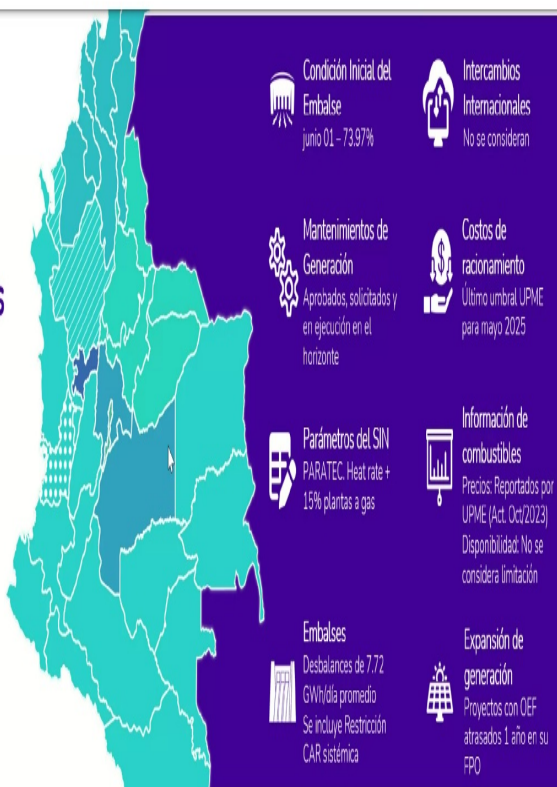 S
Condición Inicial del
Embalse
junio 01 – 73.97%
Intercambios
Internacionales
No se consideran
Mantenimientos de
Generación
Aprobados, solicitados y
en ejecución en el
horizonte
Costos de
racionamiento
Último umbral UPME
para mayo 2025
Parámetros del SIN
PARATEC. Heat rate +
15% plantas a gas
Información de
combustibles
Precios: Reportados por
UPME (Act. Oct/2023)
Disponibilidad: No se
considera limitación
Embalses
Desbalances de 7.72
GWh/día promedio
Se incluye Restricción
CAR sistémica
Expansión de
generación
Proyectos con OEF
atrasados 1 año en su
FPO